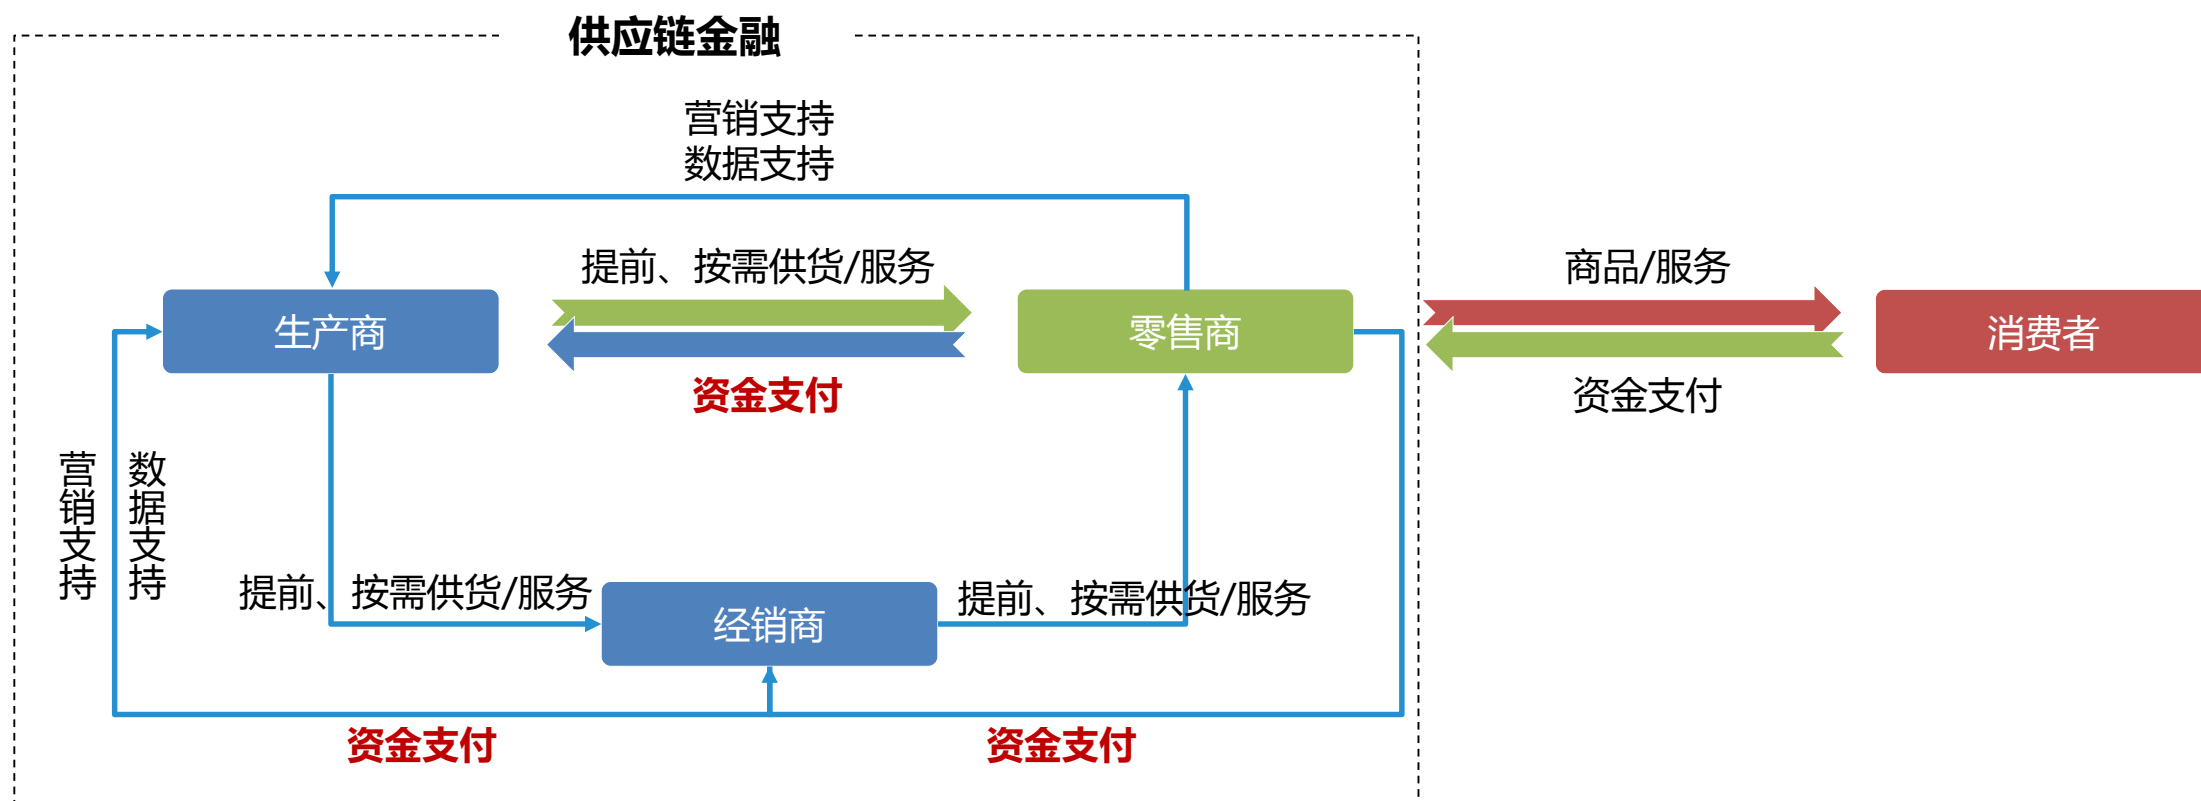 供应链金融
营销支持
数据支持
提前、按需供货/服务
商品/服务
生产商
零售商
消费者
资金支付
资金支付
营销支持
数据支持
提前、按需供货/服务
提前、按需供货/服务
经销商
资金支付
资金支付